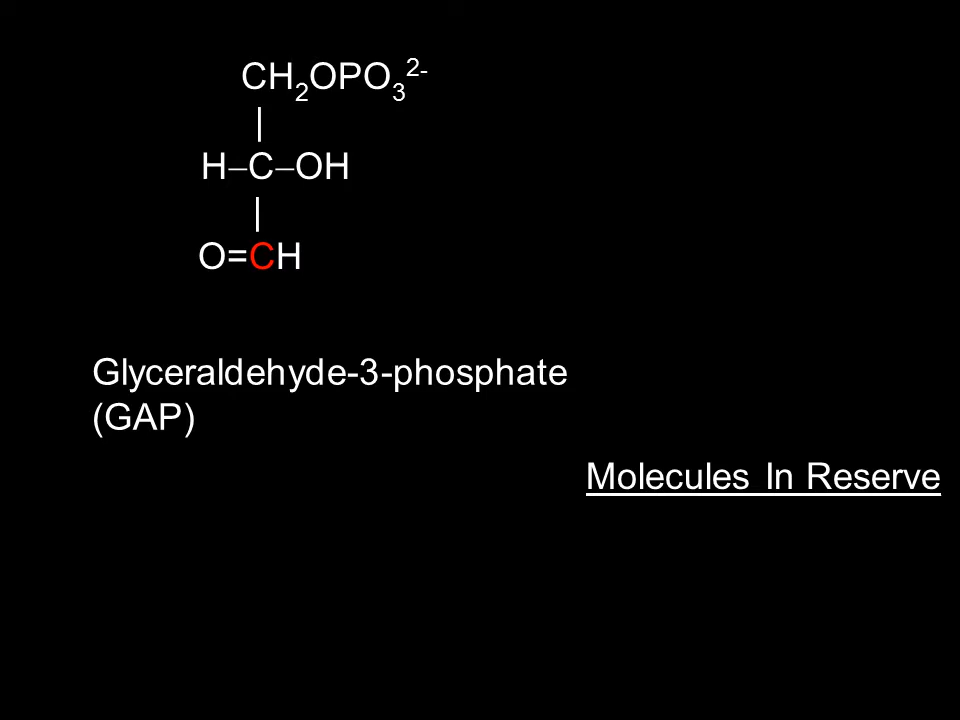 CH₂OPO₃²⁻
|
H–C–OH
|
O=CH
Glyceraldehyde-3-phosphate
(GAP)
Molecules In Reserve